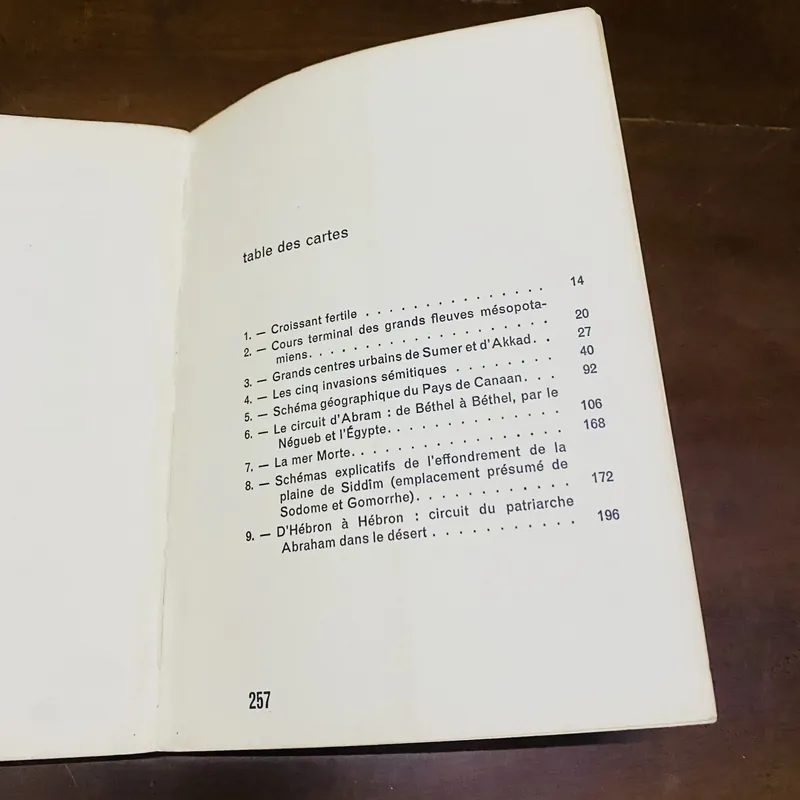 table des cartes
1. — Croissant fertile . . . . . . . . . . . . . . 14
2. — Cours terminal des grands fleuves mésopota-
miens. . . . . . . . . . . . . . . . . 20
3. — Grands centres urbains de Sumer et d'Akkad. . 27
4. — Les cinq invasions sémitiques . . . . . . . . 40
5. — Schéma géographique du Pays de Canaan. . . 92
6. — Le circuit d'Abram : de Béthel à Béthel, par le
Négueb et l'Égypte. . . . . . . . . . . . 106
7. — La mer Morte. . . . . . . . . . . . . . . 168
8. — Schémas explicatifs de l'effondrement de la
plaine de Siddim (emplacement présumé de
Sodome et Gomorrhe). . . . . . . . . . . 172
9. — D'Hébron à Hébron : circuit du patriarche
Abraham dans le désert . . . . . . . . . . 196
257